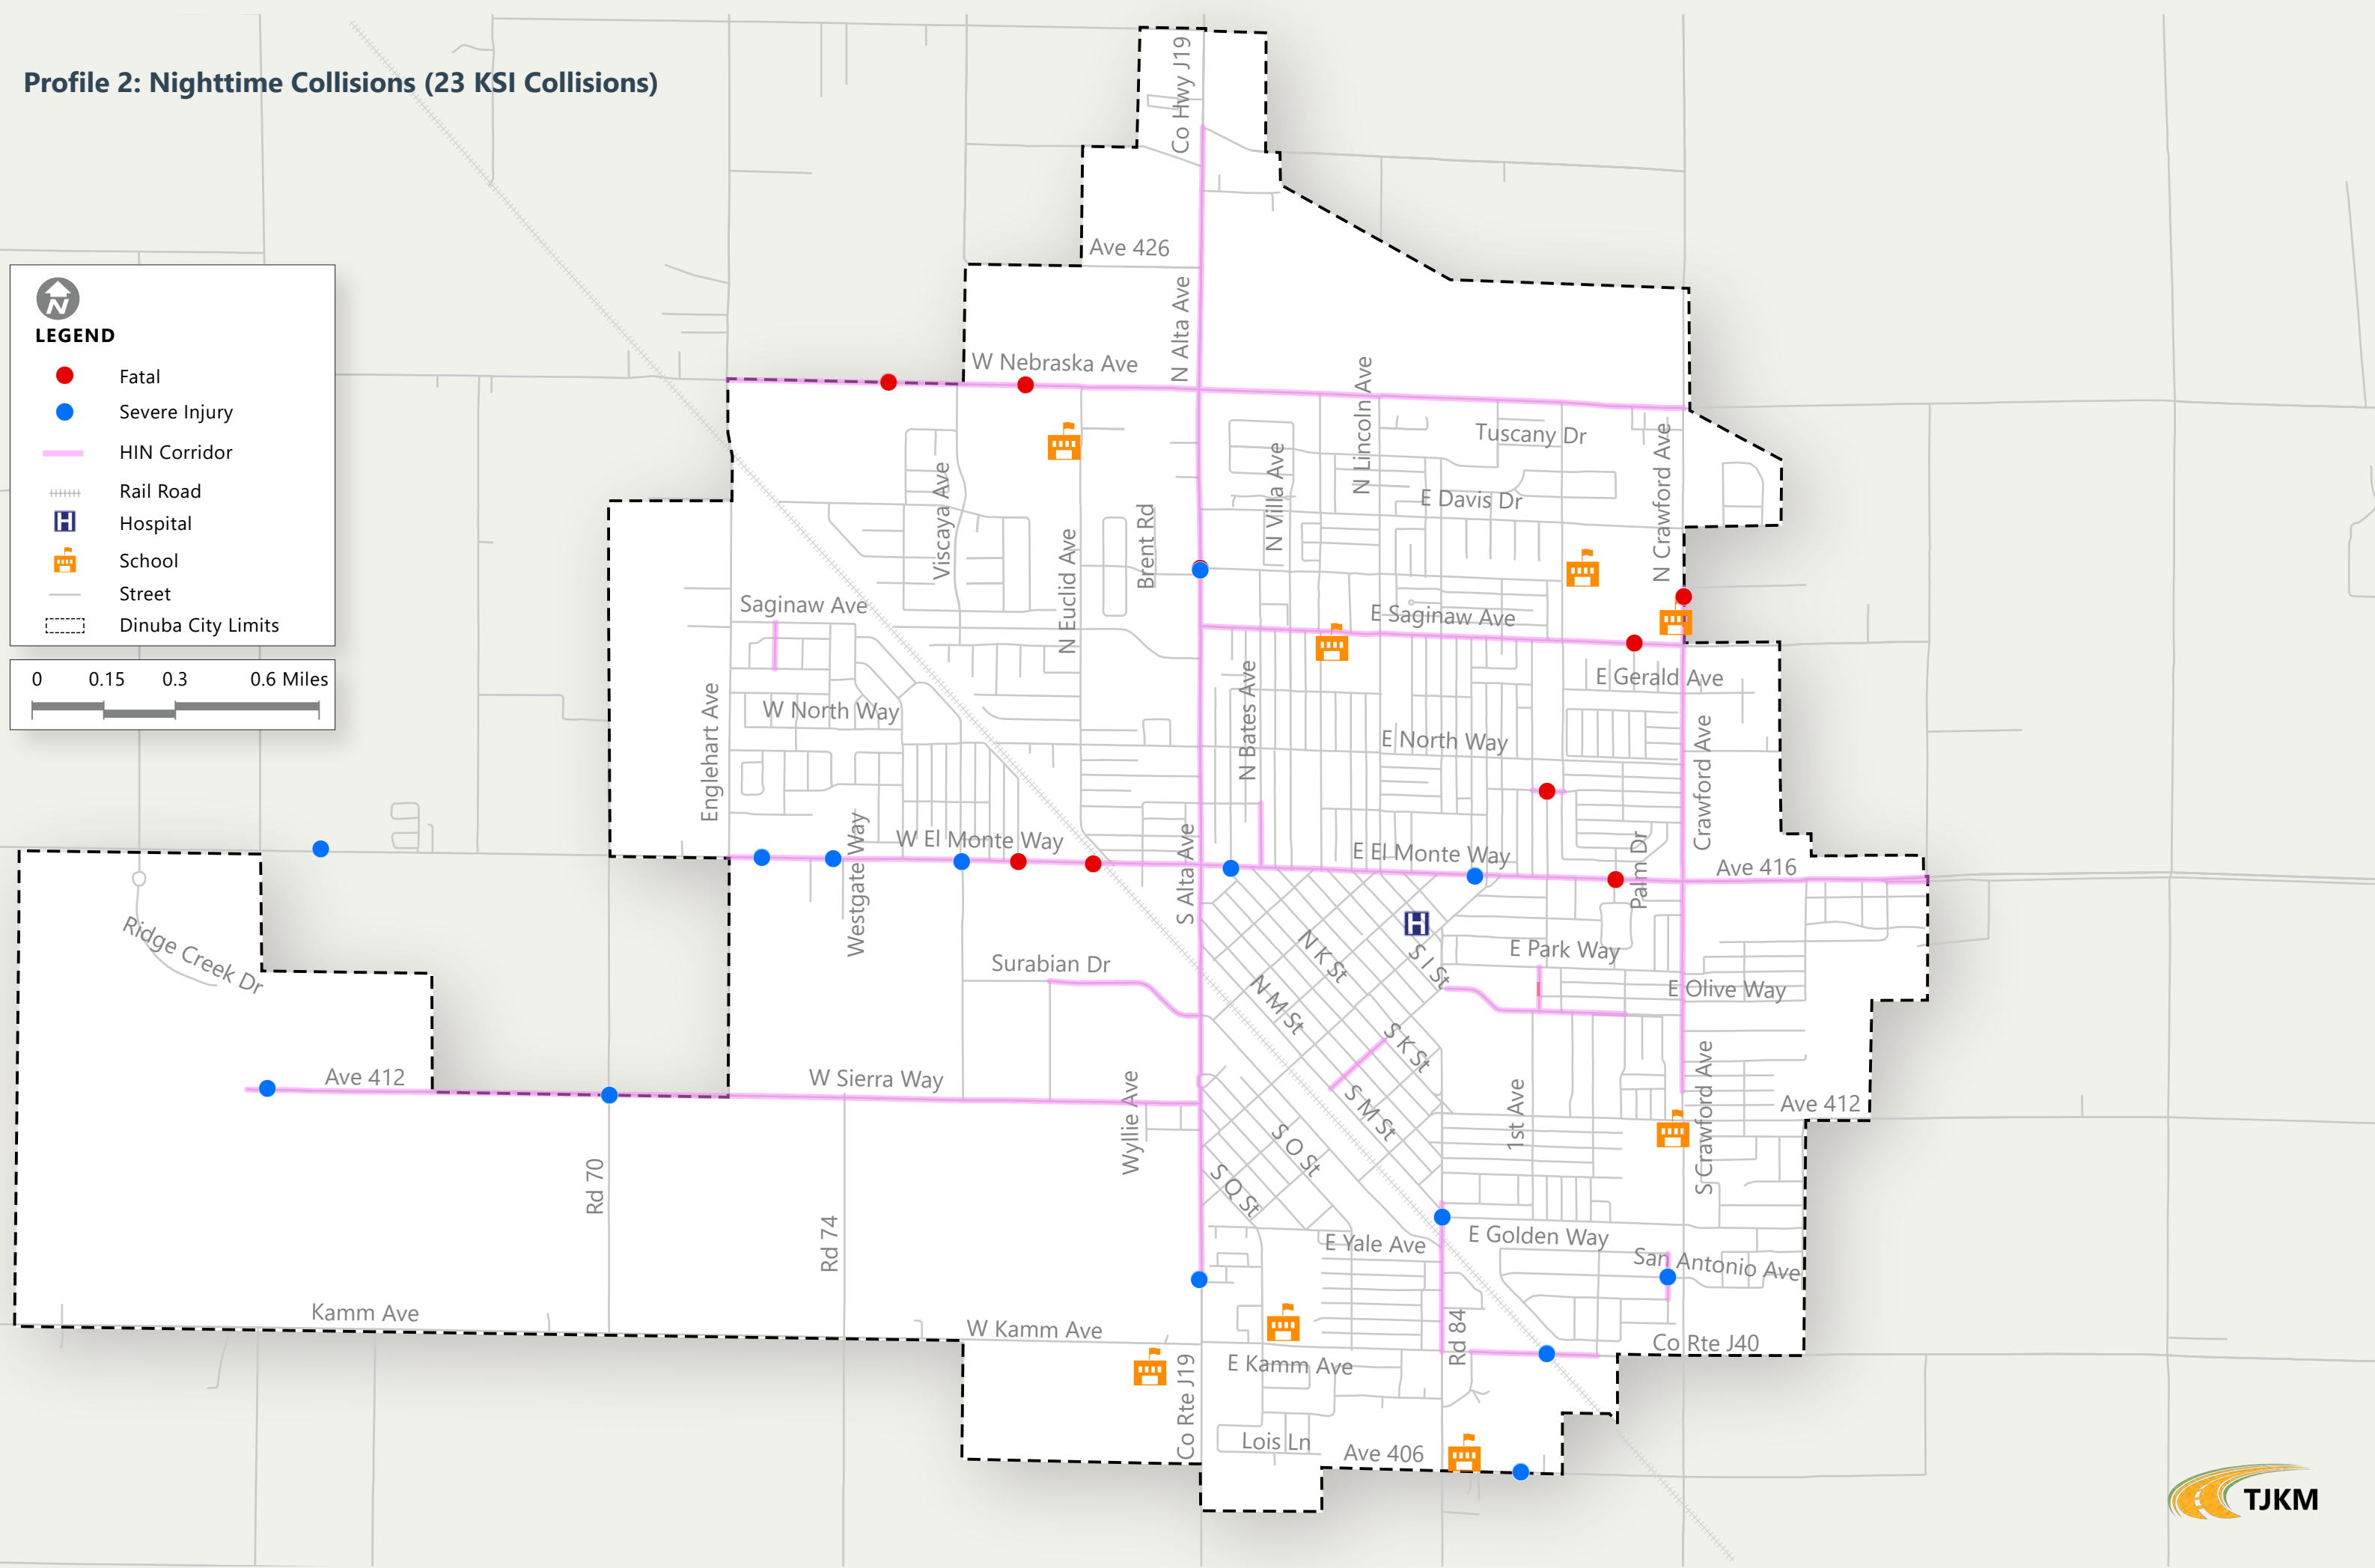 Profile 2: Nighttime Collisions (23 KSI Collisions)
Co Hwy J19
Ave 426
N Alta Ave
W Nebraska Ave
N
LEGEND
Fatal
Severe Injury
HIN Corridor
Rail Road
Hospital
School
Street
Dinuba City Limits
0 0.15 0.3 0.6 Miles
N Lincoln Ave
Tuscany Dr
N Crawford Ave
N Villa Ave
E Davis Dr
Viscaya Ave
Brent Rd
N Euclid Ave
Saginaw Ave
E Saginaw Ave
E Gerald Ave
W North Way
Englehart Ave
N Bates Ave
E North Way
Crawford Ave
W El Monte Way
Westgate Way
S Alta Ave
E El Monte Way
Palm Dr
Ave 416
H
Ridge Creek Dr
Surabian Dr
N K St
S I St
E Park Way
N M St
E Olive Way
S K St
Ave 412
W Sierra Way
Wyllie Ave
S M St
1st Ave
S Crawford Ave
Ave 412
S O St
S Q St
Rd 70
Rd 74
E Yale Ave
E Golden Way
San Antonio Ave
Kamm Ave
W Kamm Ave
Rd 84
Co Rte J40
E Kamm Ave
Co Rte J19
Lois Ln
Ave 406
TJKM